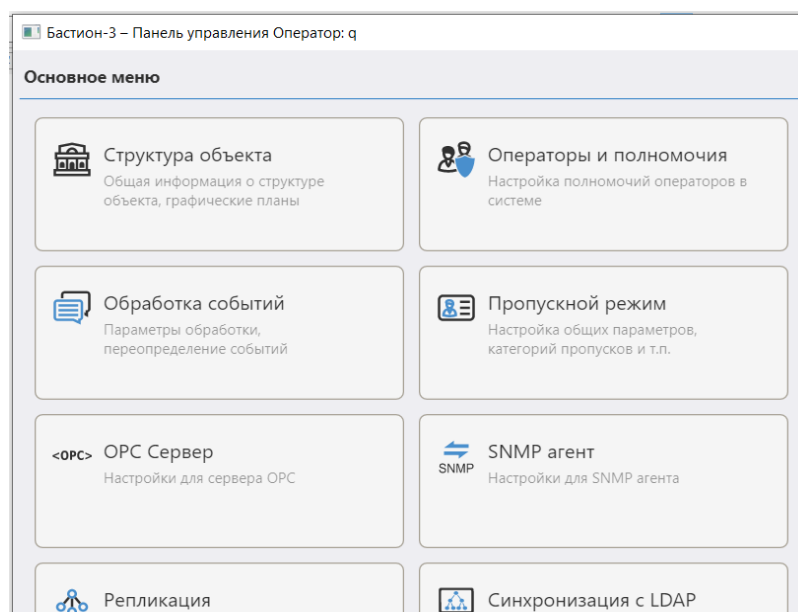 Бастион-3 – Панель управления Оператор: q
Основное меню
Структура объекта
Общая информация о структуре
объекта, графические планы
Операторы и полномочия
Настройка полномочий операторов в
системе
Обработка событий
Параметры обработки,
переопределение событий
Пропускной режим
Настройка общих параметров,
категорий пропусков и т.п.
<OPC> OPC Сервер
Настройки для сервера OPC
SNMP
SNMP агент
Настройки для SNMP агента
Репликация
Синхронизация с LDAP